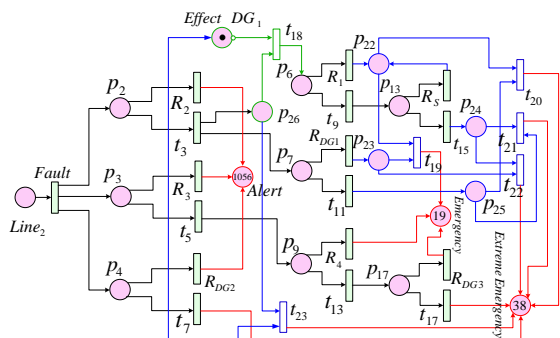 Effect DG1
t18
p22
p2
R2
p6
R1
p13
RS
t20
t3
p26
t9
p24
t15
t21
Fault
p3
R3
1056
Alert
p7
RDG1
p23
t19
t22
Line2
t5
t11
p25
19
Emergency
p4
RDG2
p9
R4
p17
RDG3
Extreme Emergency
t7
t23
t13
t17
38